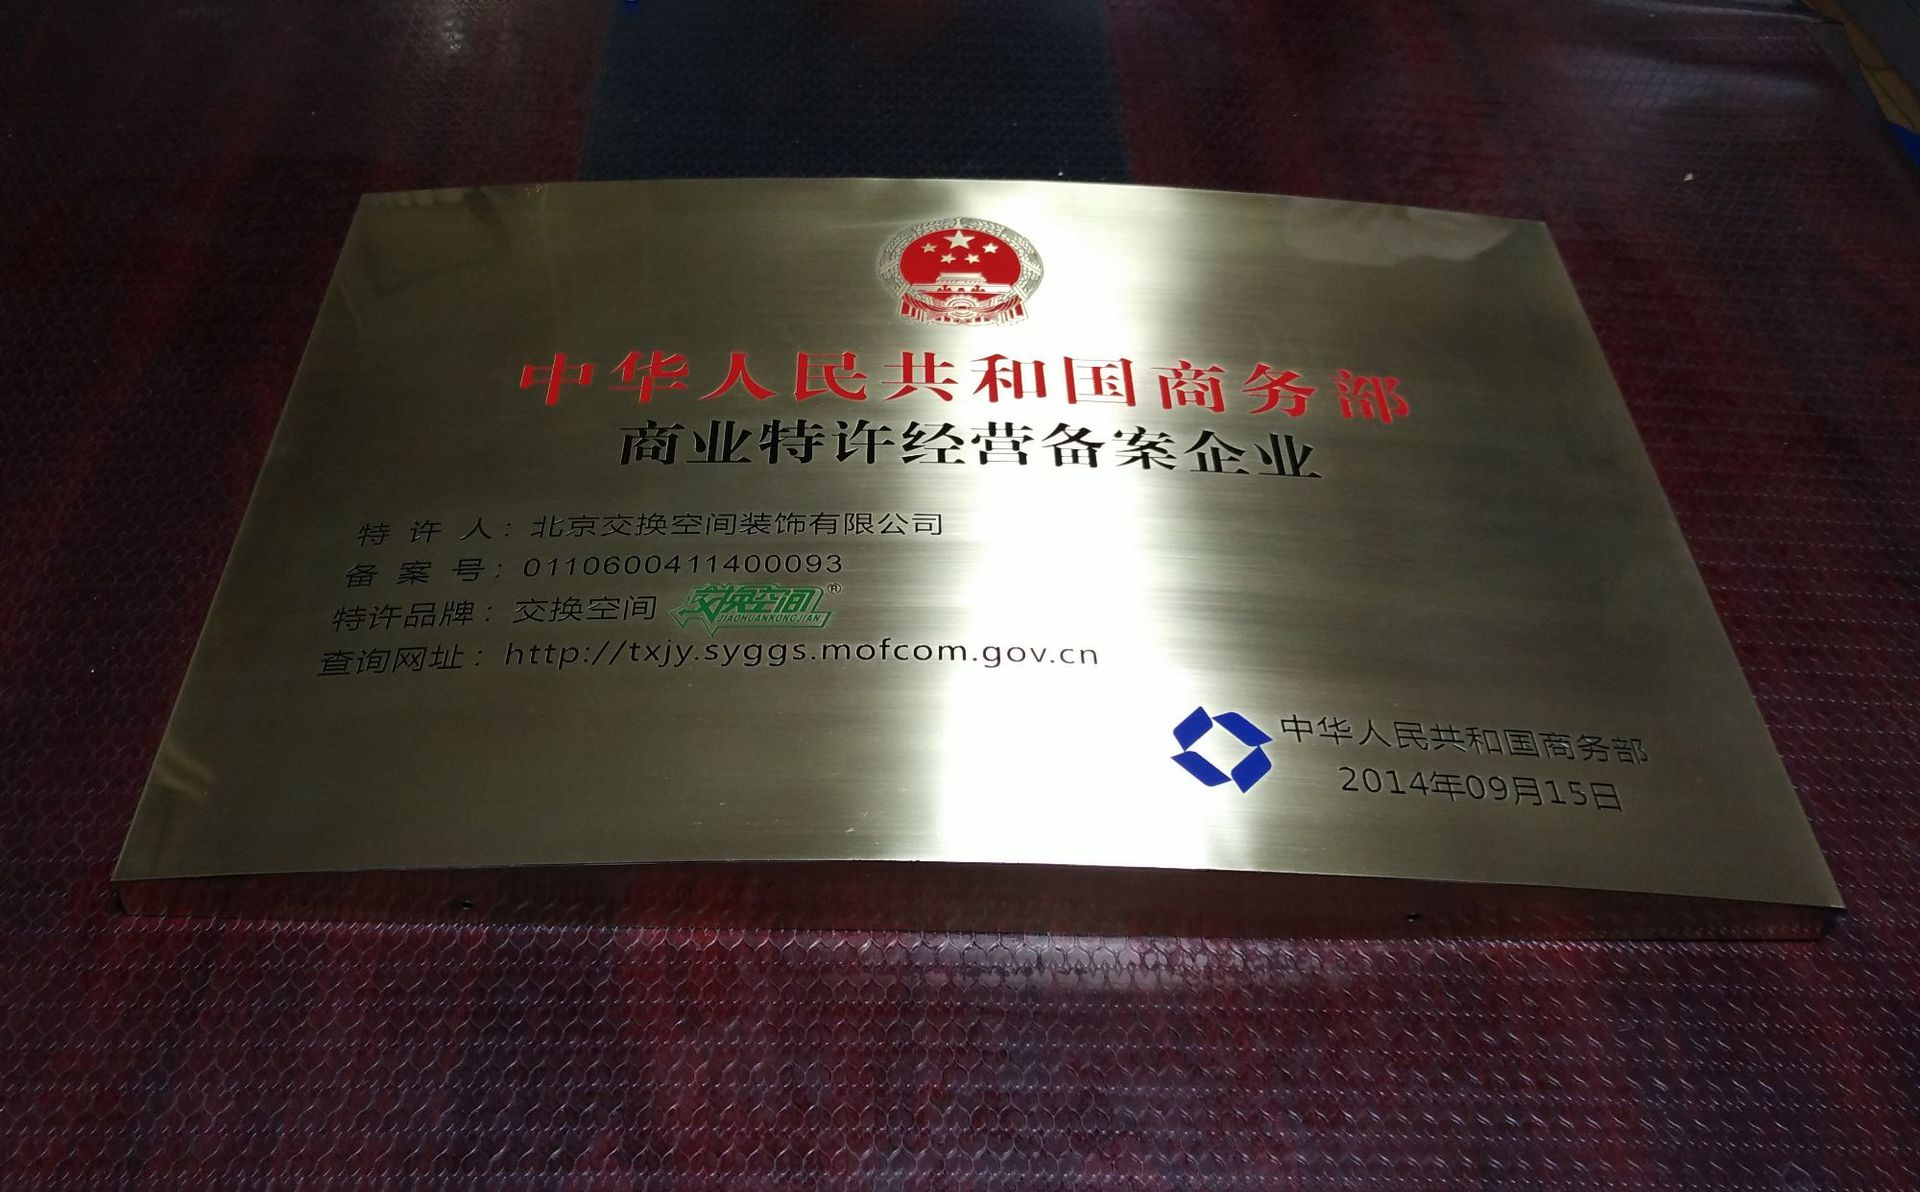 中华人民共和国商务部
商业特许经营备案企业
特许人：北京交换空间装饰有限公司
备案号：0110600411400093
特许品牌：交换空间 交换空间® JIAOHUANKONGJIAN
查询网址：http://txjy.syggs.mofcom.gov.cn
中华人民共和国商务部
2014年09月15日